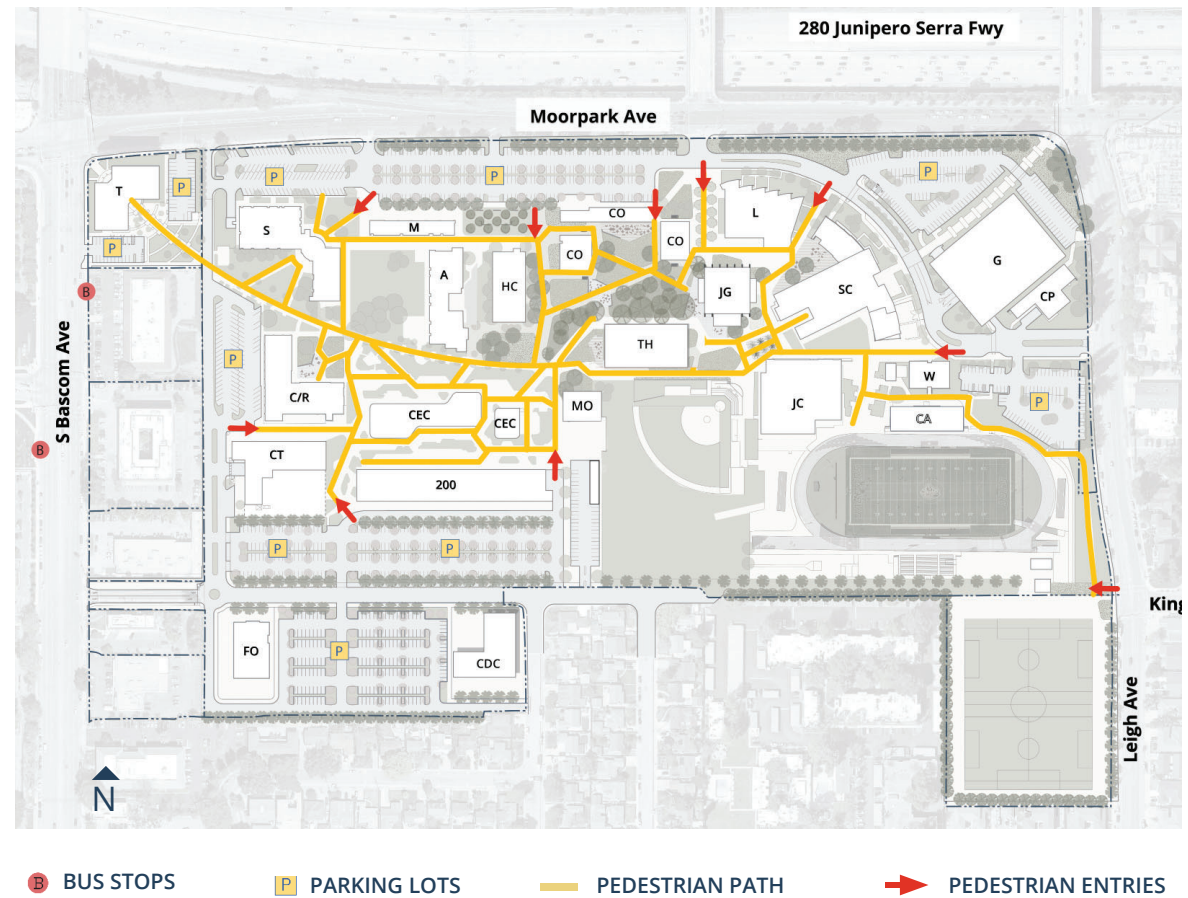 280 Junipero Serra Fwy
Moorpark Ave
P
T
P
P
P
L
CO
S
M
CO
CO
P
G
A
HC
JG
SC
CP
B
S Bascom Ave
TH
P
W
C/R
JC
P
CEC
MO
CA
CEC
B
CT
200
P
P
King
FO
P
CDC
Leigh Ave
N
B BUS STOPS
P PARKING LOTS
PEDESTRIAN PATH
PEDESTRIAN ENTRIES